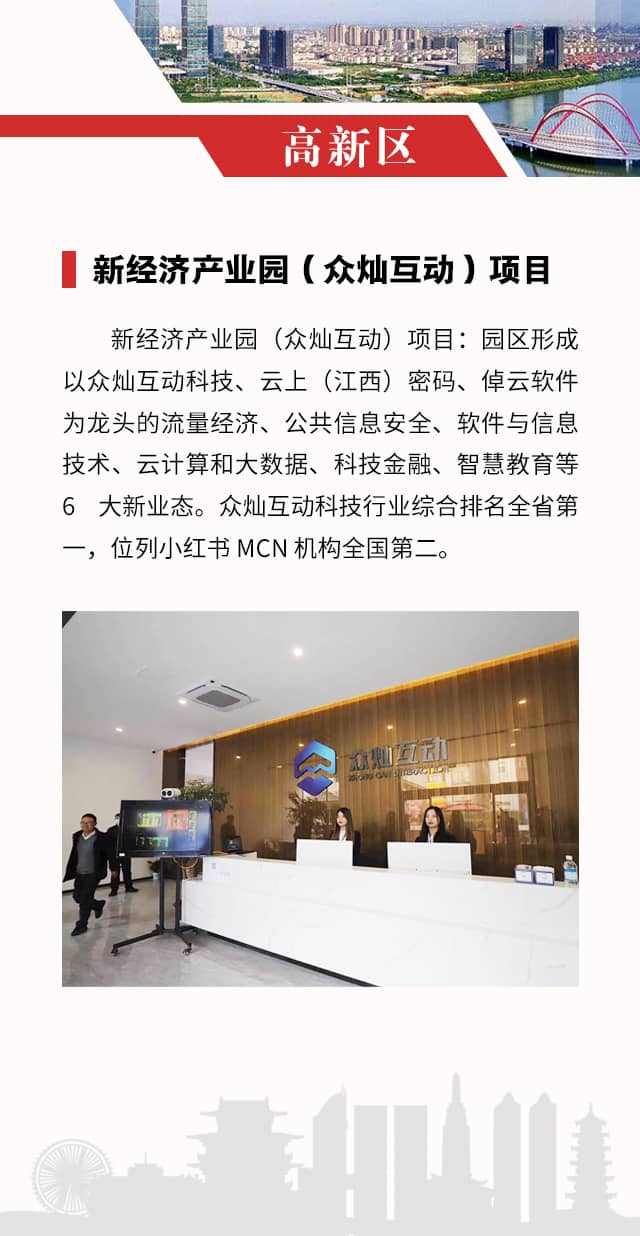 高新区
新经济产业园（众灿互动）项目
新经济产业园（众灿互动）项目：园区形成
以众灿互动科技、云上（江西）密码、倬云软件
为龙头的流量经济、公共信息安全、软件与信息
技术、云计算和大数据、科技金融、智慧教育等
6 大新业态。众灿互动科技行业综合排名全省第
一，位列小红书 MCN 机构全国第二。
众灿互动